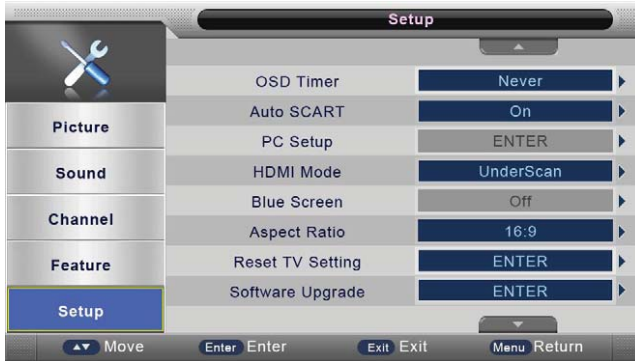 Setup
OSD Timer Never
Auto SCART On
PC Setup ENTER
HDMI Mode UnderScan
Blue Screen Off
Aspect Ratio 16:9
Reset TV Setting ENTER
Software Upgrade ENTER
Picture
Sound
Channel
Feature
Setup
Move Enter Enter Exit Exit Menu Return